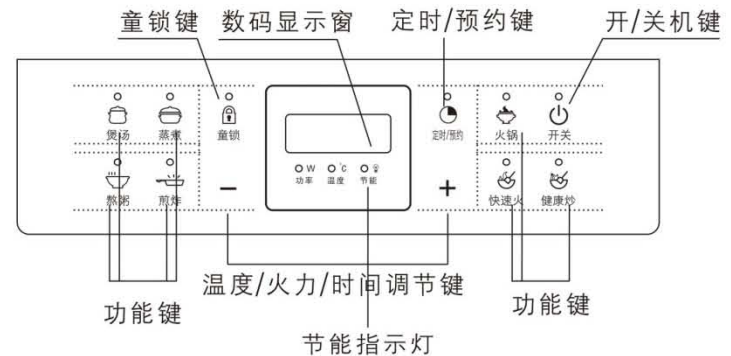 童锁键 数码显示窗 定时/预约键 开/关机键
煲汤 蒸煮 童锁 定时/预约 火锅 开关
W ℃
功率 温度 节能
熬粥 煎炸 − + 快速火 健康炒
温度/火力/时间调节键
功能键 功能键
节能指示灯